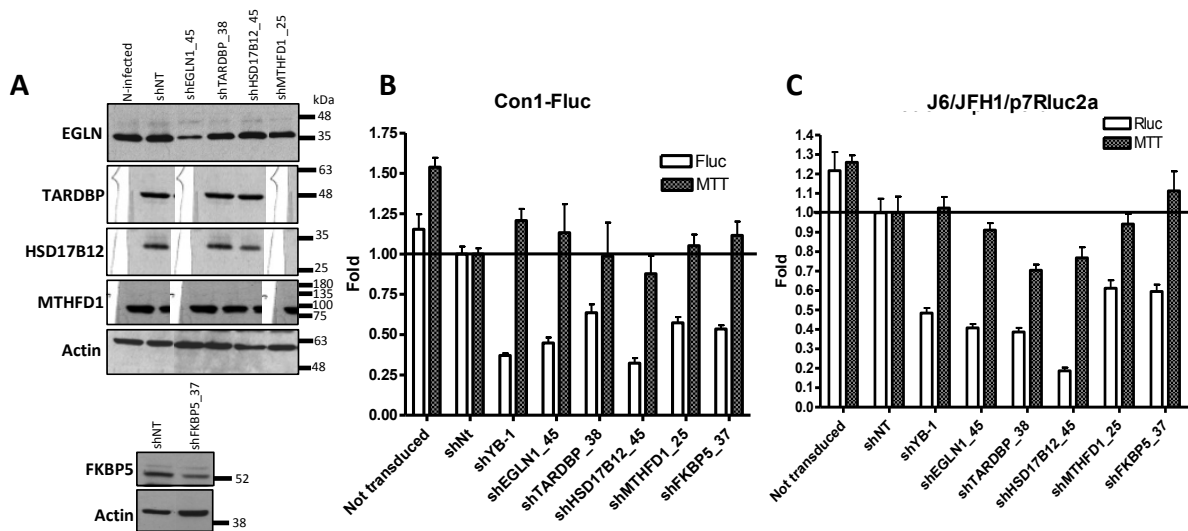 A
N-infected
shNT
shEGLN1_45
shTARDBP_38
shHSD17B12_45
shMTHFD1_25
kDa
EGLN
48
35
TARDBP
63
48
HSD17B12
35
25
MTHFD1
180
135
100
75
Actin
63
48
shNT
shFKBP5_37
FKBP5
52
Actin
38
B
Con1-Fluc
Fluc
MTT
Fold
1.75
1.50
1.25
1.00
0.75
0.50
0.25
0.00
Not transduced
shNt
shYB-1
shEGLN1_45
shTARDBP_38
shHSD17B12_45
shMTHFD1_25
shFKBP5_37
C
J6/JFH1/p7Rluc2a
Rluc
MTT
Fold
1.4
1.3
1.2
1.1
1.0
0.9
0.8
0.7
0.6
0.5
0.4
0.3
0.2
0.1
0.0
Not transduced
shNT
shYB-1
shEGLN1_45
shTARDBP_38
shHSD17B12_45
shMTHFD1_25
shFKBP5_37